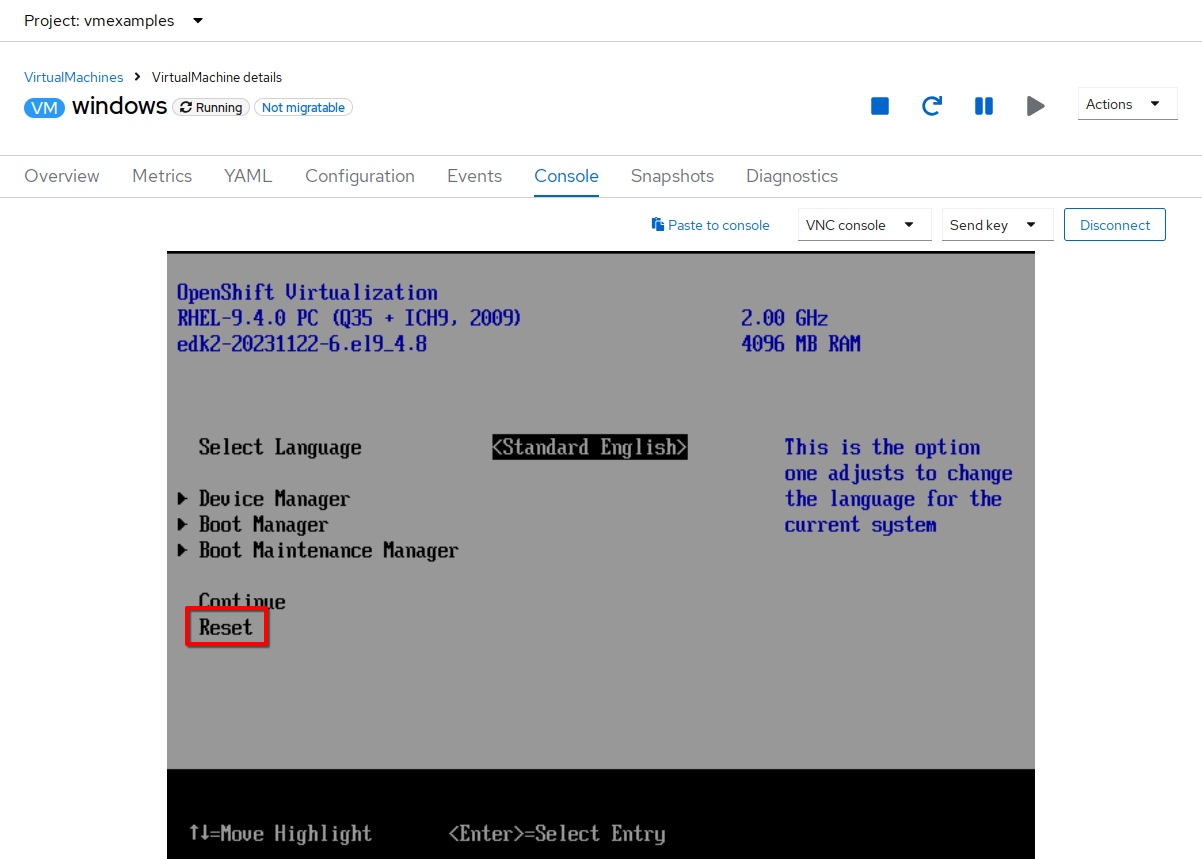 Project: vmexamples
VirtualMachines > VirtualMachine details
VM windows Running Not migratable
Actions
Overview Metrics YAML Configuration Events Console Snapshots Diagnostics
Paste to console VNC console Send key Disconnect
OpenShift Virtualization
RHEL-9.4.0 PC (Q35 + ICH9, 2009) 2.00 GHz
edk2-20231122-6.el9_4.8 4096 MB RAM
Select Language <Standard English> This is the option
one adjusts to change
▶ Device Manager the language for the
▶ Boot Manager current system
▶ Boot Maintenance Manager
Continue
Reset
↑↓=Move Highlight <Enter>=Select Entry